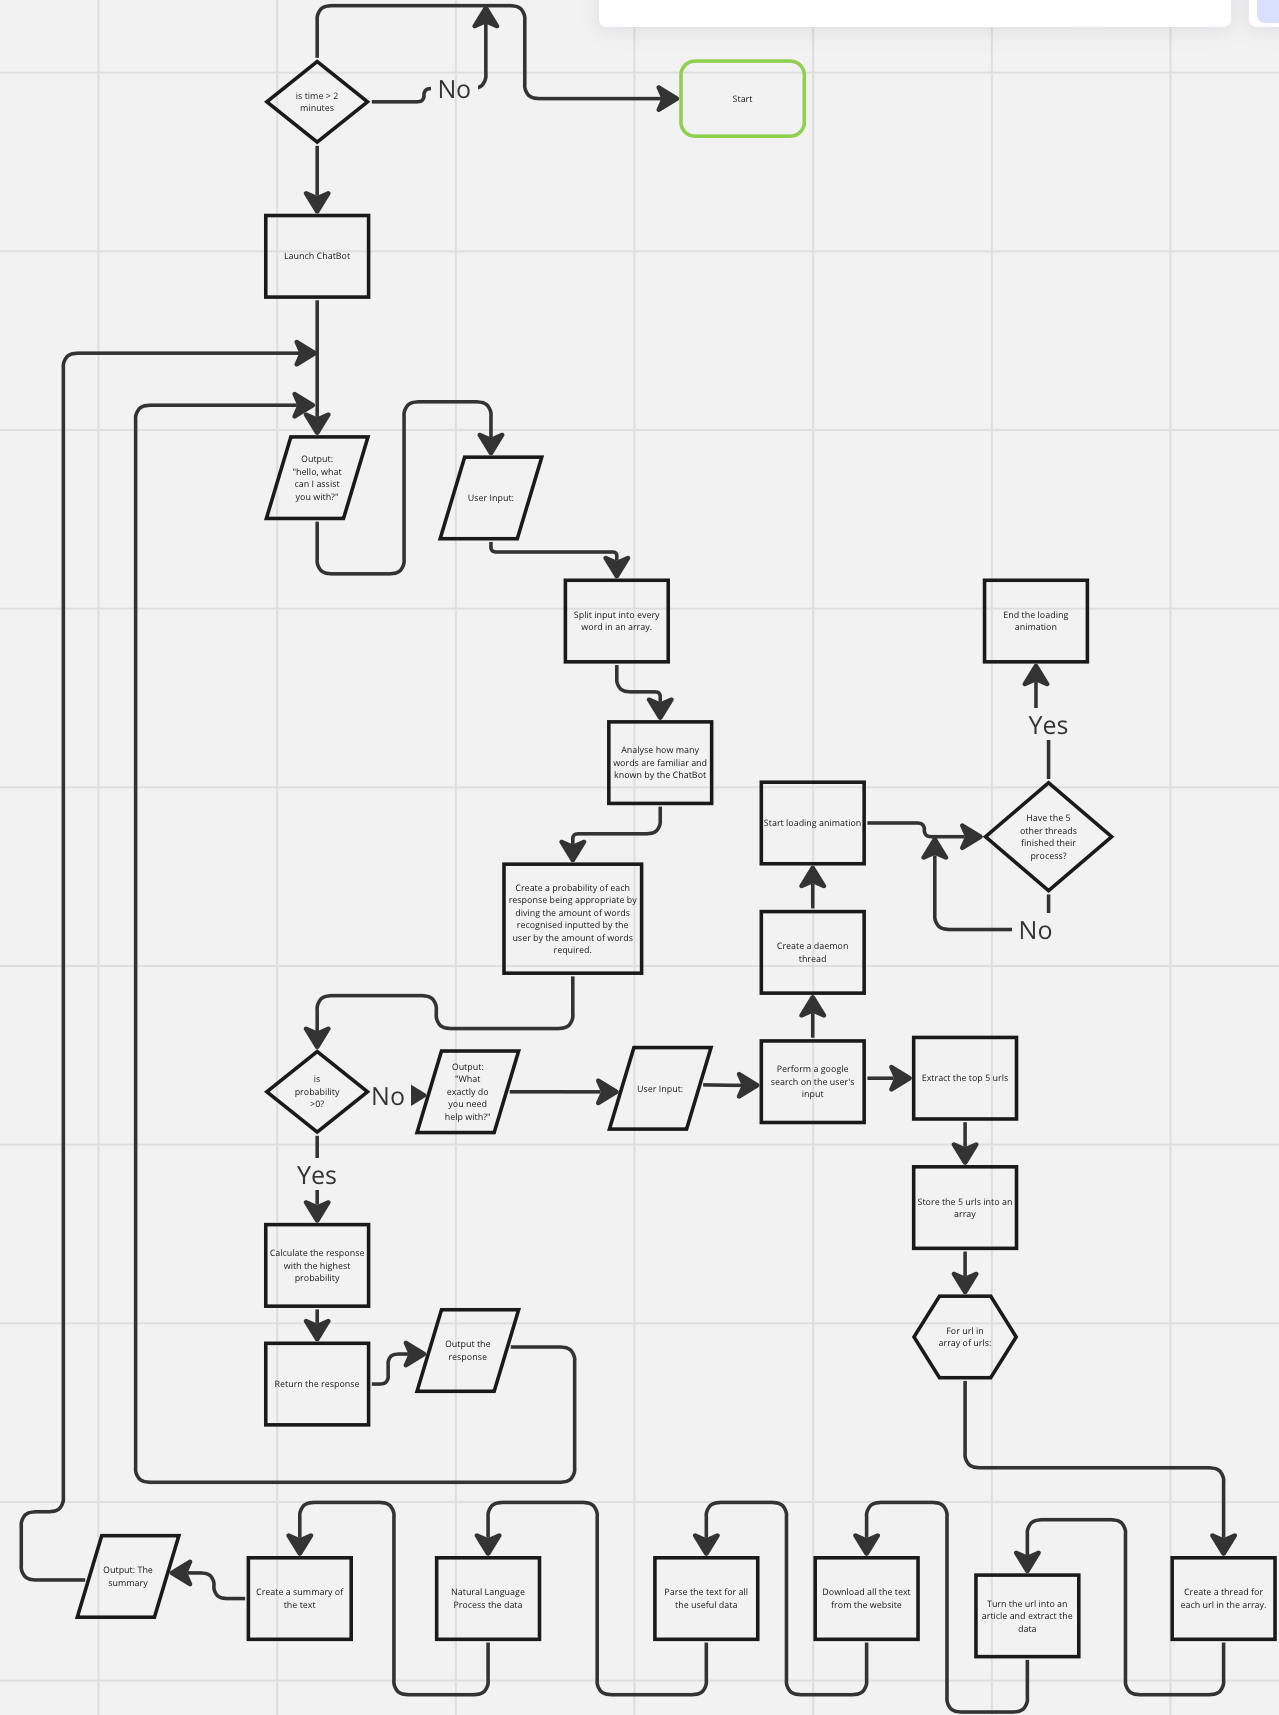 is time > 2
minutes
No
Start
Launch ChatBot
Output:
"hello, what
can I assist
you with?"
User Input:
Split input into every
word in an array.
End the loading
animation
Yes
Analyse how many
words are familiar and
known by the ChatBot
Start loading animation
Have the 5
other threads
finished their
process?
No
Create a probability of each
response being appropriate by
diving the amount of words
recognised inputted by the
user by the amount of words
required.
Create a daemon
thread
is
probability
>0?
No
Output:
"What
exactly do
you need
help with?"
User Input:
Perform a google
search on the user's
input
Extract the top 5 urls
Yes
Store the 5 urls into an
array
Calculate the response
with the highest
probability
For url in
array of urls:
Return the response
Output the
response
Output: The
summary
Create a summary of
the text
Natural Language
Process the data
Parse the text for all
the useful data
Download all the text
from the website
Turn the url into an
article and extract the
data
Create a thread for
each url in the array.